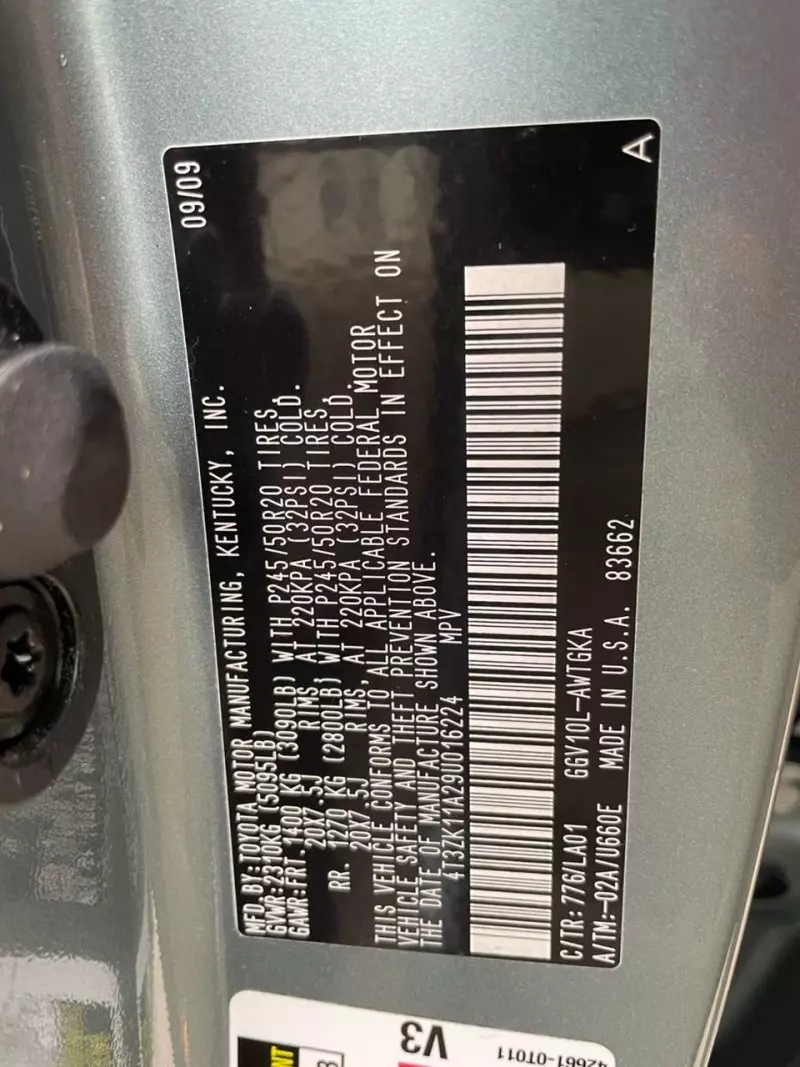 MFD. BY: TOYOTA MOTOR MANUFACTURING, KENTUCKY, INC. 09/09
GVWR: 2310KG (5095LB)
GAWR: FRT. 1400 KG (3090LB) WITH P245/50R20 TIRES,
20X7.5J RIMS, AT 220KPA (32PSI) COLD.
RR. 1270 KG (2800LB) WITH P245/50R20 TIRES,
20X7.5J RIMS, AT 220KPA (32PSI) COLD.
THIS VEHICLE CONFORMS TO ALL APPLICABLE FEDERAL MOTOR
VEHICLE SAFETY AND THEFT PREVENTION STANDARDS IN EFFECT ON
THE DATE OF MANUFACTURE SHOWN ABOVE.
4T3ZK11A29U016224 MPV
C/TR: 776/LA01 GGV10L-AWTGKA
A/TM:-02A/U660E MADE IN U.S.A. 83662 A
V3
42661-0T011